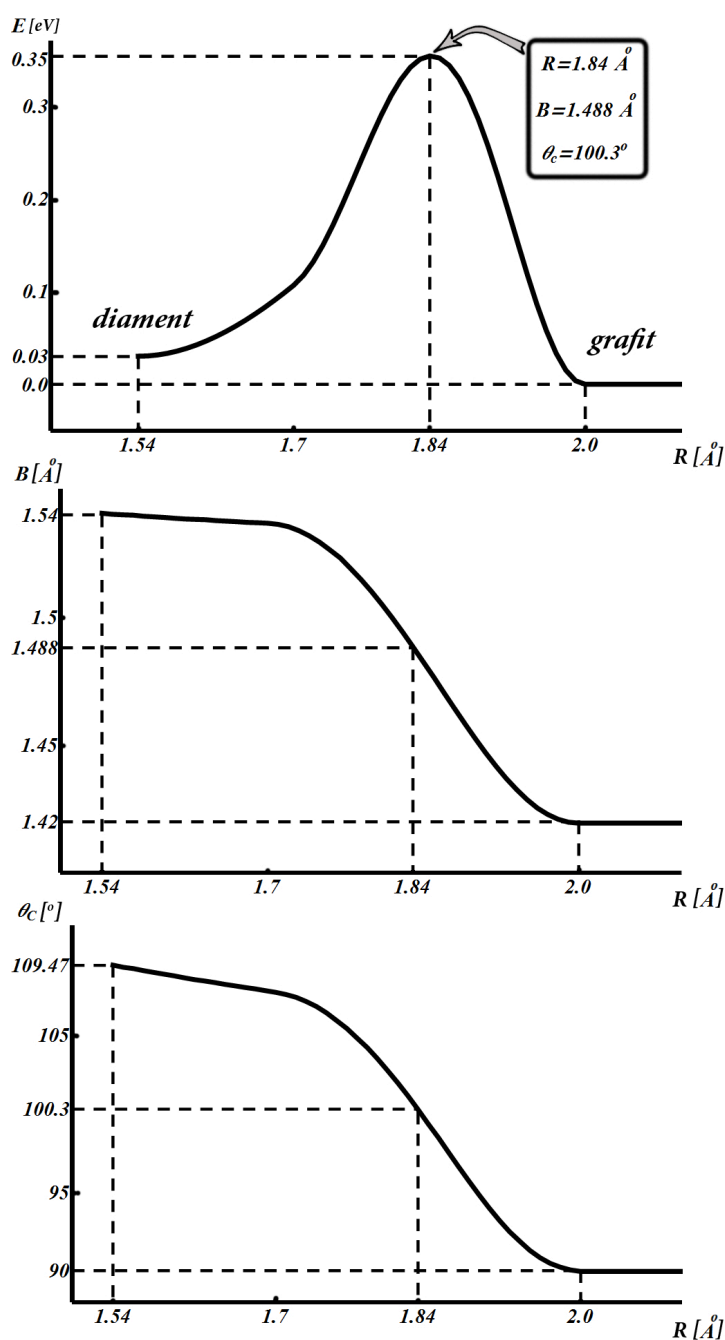 E [eV]
0.35
0.3
0.2
0.1
0.03
0.0
R=1.84 Å
B=1.488 Å
θc=100.3°
diament
grafit
1.54 1.7 1.84 2.0
R [Å]
B [Å]
1.54
1.5
1.488
1.45
1.42
1.54 1.7 1.84 2.0
R [Å]
θC [°]
109.47
105
100.3
95
90
1.54 1.7 1.84 2.0
R [Å]